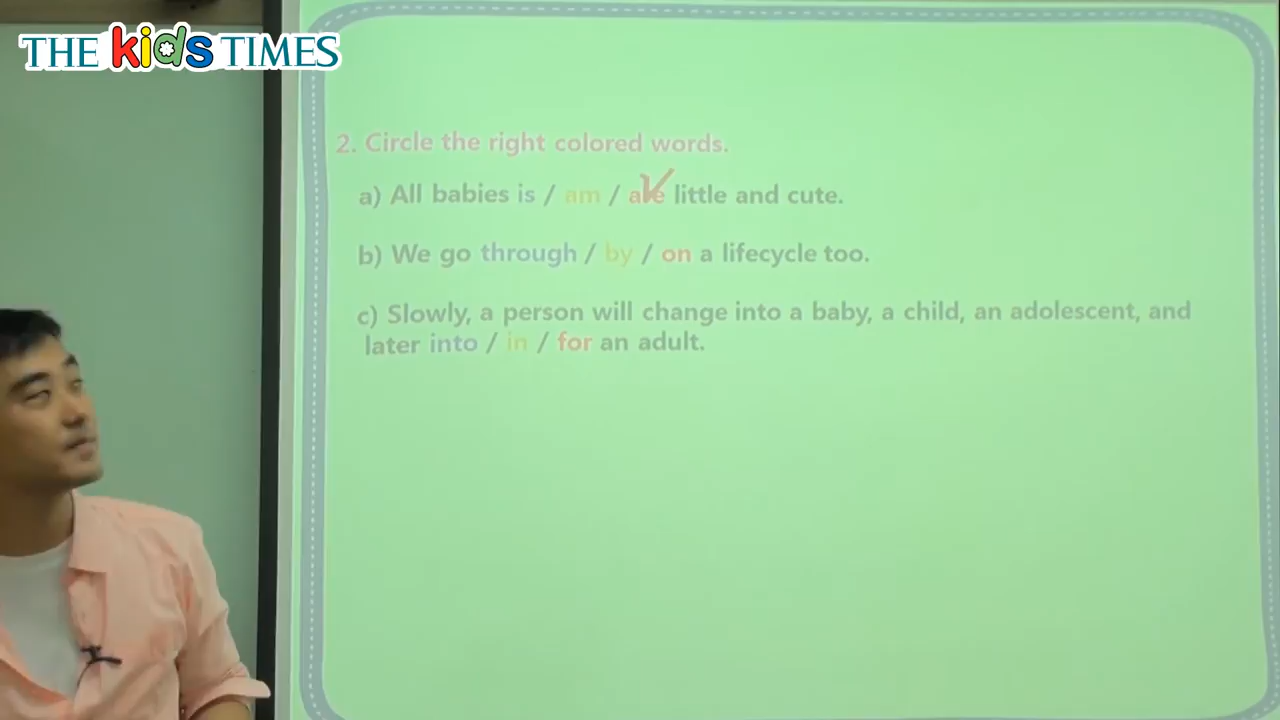 THE kids TIMES
2. Circle the right colored words.
a) All babies is / am / are little and cute.
b) We go through / by / on a lifecycle too.
c) Slowly, a person will change into a baby, a child, an adolescent, and
later into / in / for an adult.